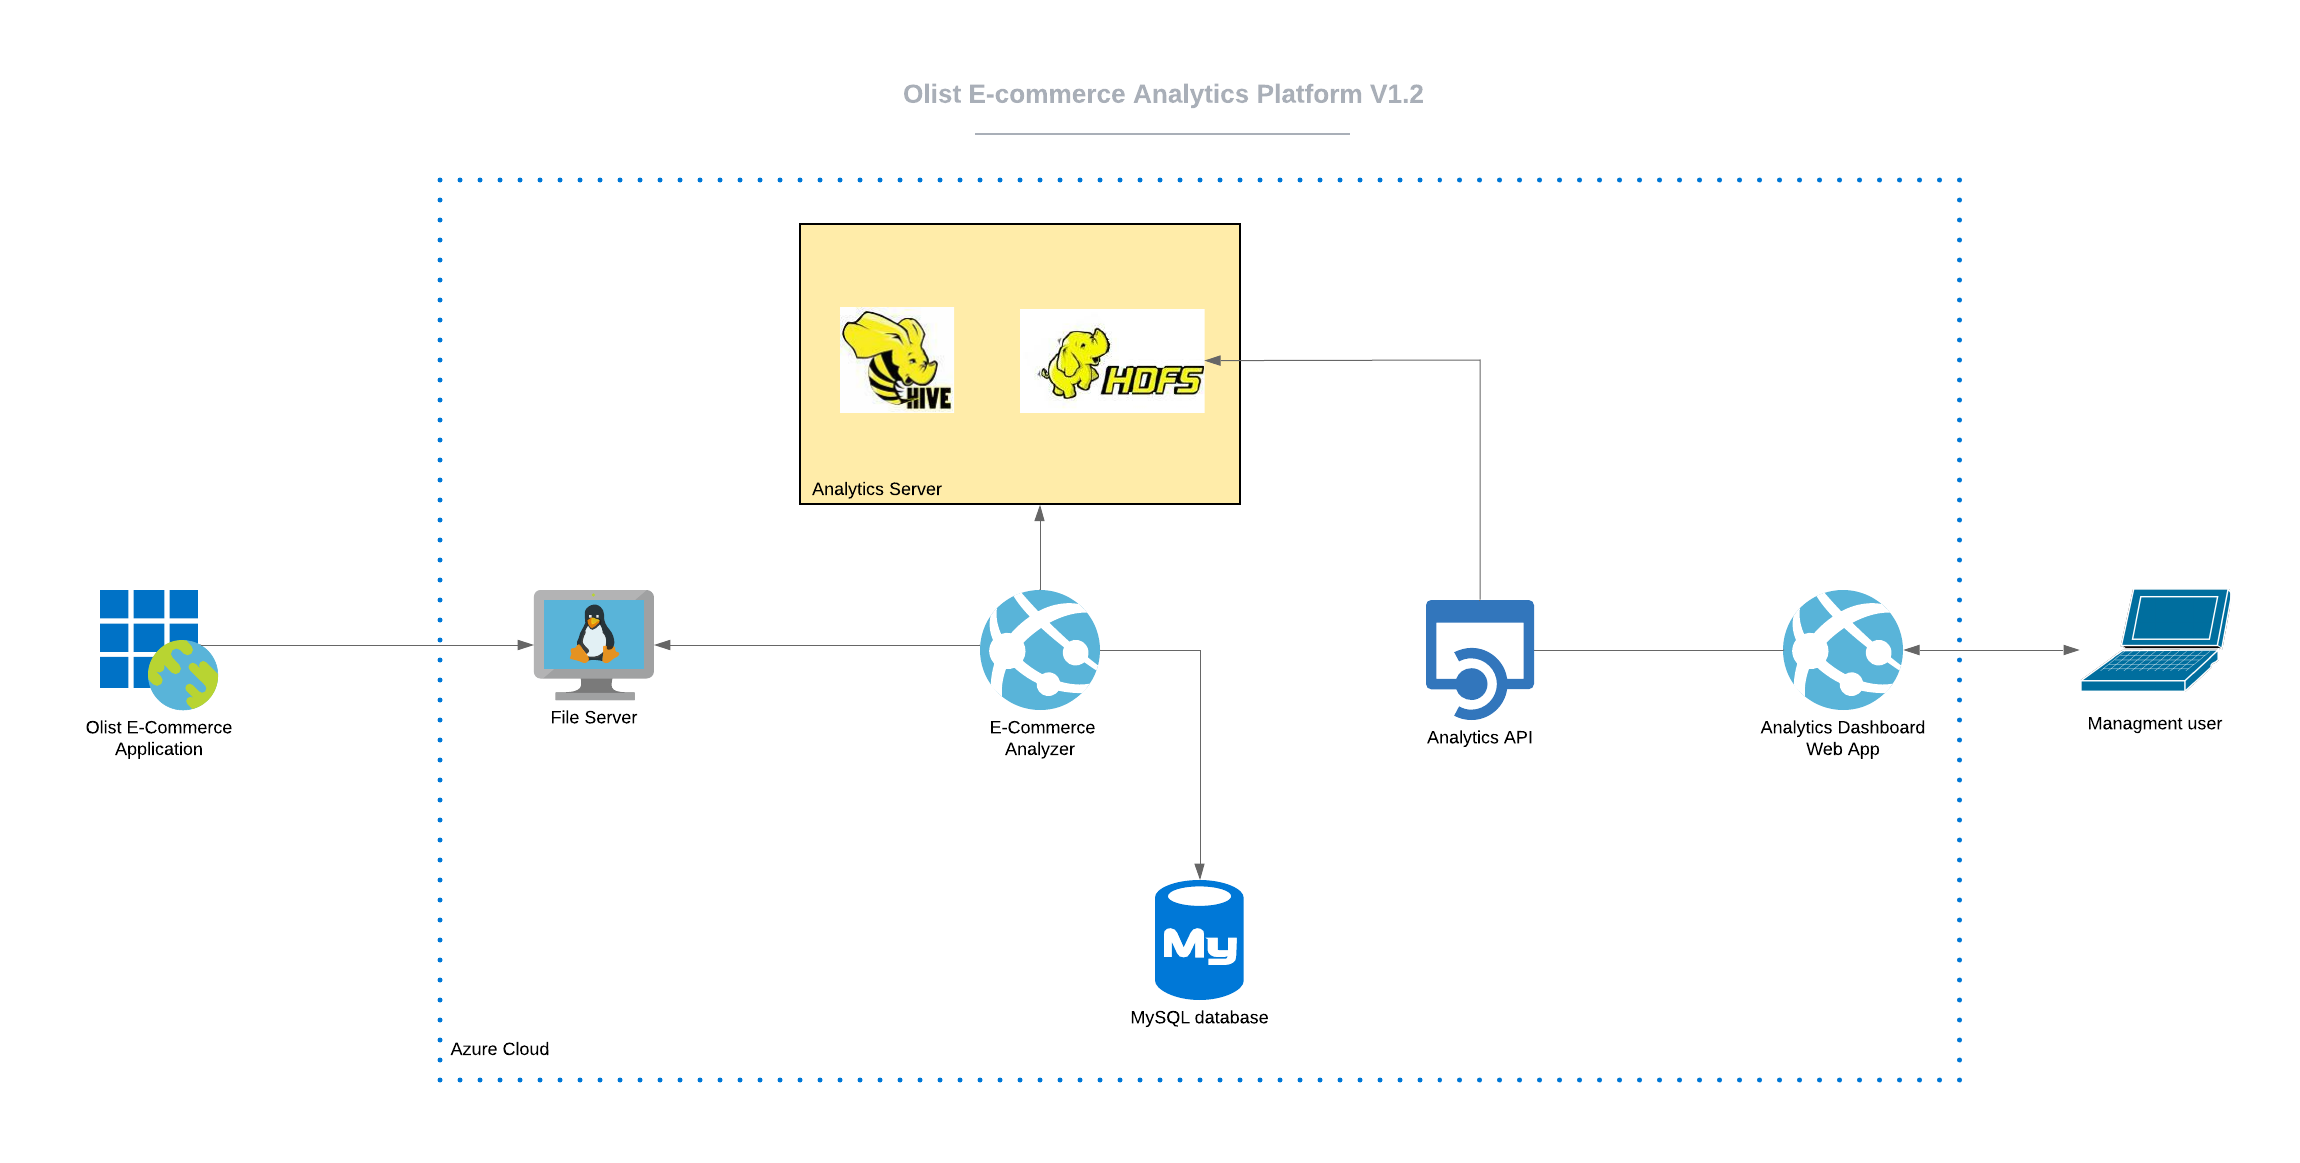 Olist E-commerce Analytics Platform V1.2
HIVE
HDFS
Analytics Server
Olist E-Commerce
Application
File Server
E-Commerce
Analyzer
Analytics API
Analytics Dashboard
Web App
Managment user
My
MySQL database
Azure Cloud